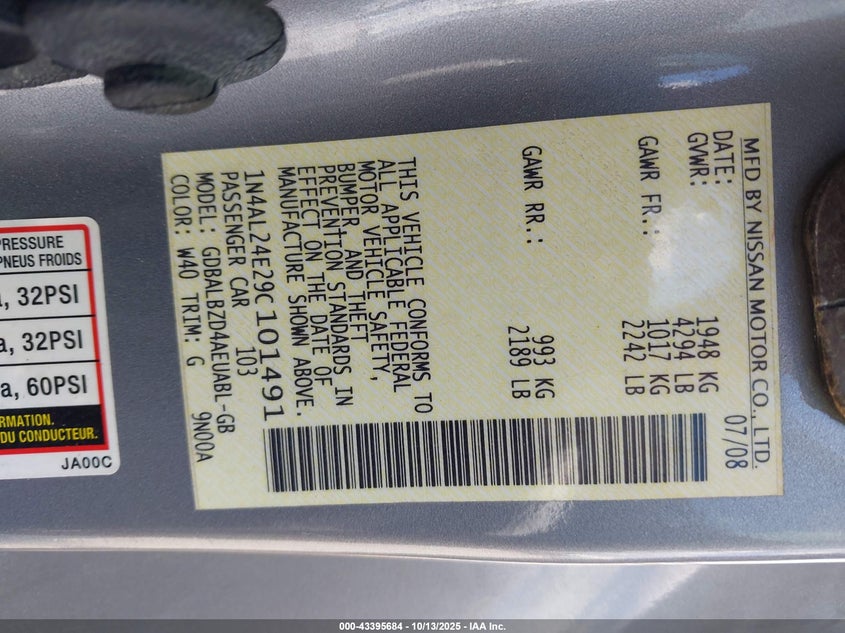 MFD BY NISSAN MOTOR CO., LTD.
DATE: 07/08
GVWR: 1948 KG
4294 LB
GAWR FR.: 1017 KG
2242 LB
GAWR RR.: 993 KG
2189 LB
THIS VEHICLE CONFORMS TO
ALL APPLICABLE FEDERAL
MOTOR VEHICLE SAFETY,
BUMPER, AND THEFT
PREVENTION STANDARDS IN
EFFECT ON THE DATE OF
MANUFACTURE SHOWN ABOVE.
1N4AL24E29C101491
PASSENGER CAR 103
MODEL: GDBALBZD4AEUABL-GB
COLOR: W40 TRIM: G 9N00A
PRESSURE
PNEUS FROIDS
a, 32PSI
a, 32PSI
a, 60PSI
RMATION.
DU CONDUCTEUR.
JA00C
000-43395684 - 10/13/2025 - IAA Inc.